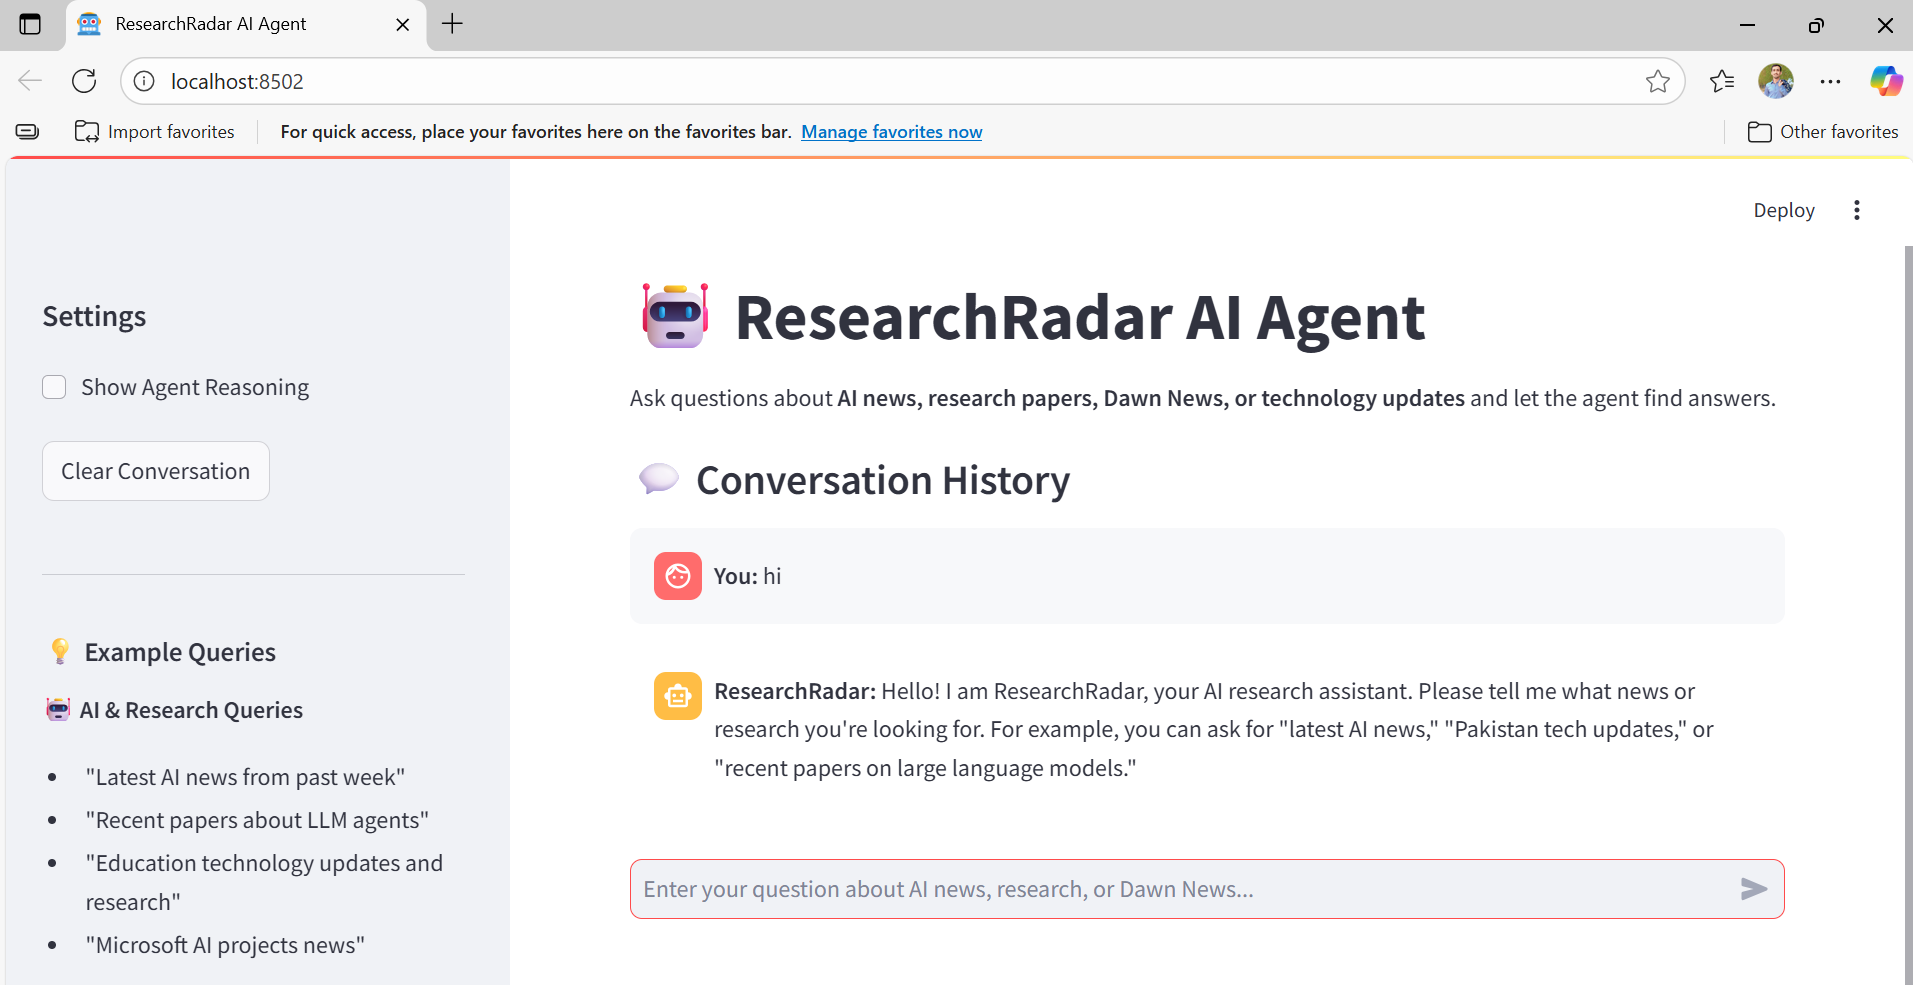 ResearchRadar AI Agent
localhost:8502
Import favorites
For quick access, place your favorites here on the favorites bar. Manage favorites now
Other favorites
Deploy
Settings
Show Agent Reasoning
Clear Conversation
Example Queries
AI & Research Queries
• "Latest AI news from past week"
• "Recent papers about LLM agents"
• "Education technology updates and
research"
• "Microsoft AI projects news"
ResearchRadar AI Agent
Ask questions about AI news, research papers, Dawn News, or technology updates and let the agent find answers.
Conversation History
You: hi
ResearchRadar: Hello! I am ResearchRadar, your AI research assistant. Please tell me what news or
research you're looking for. For example, you can ask for "latest AI news," "Pakistan tech updates," or
"recent papers on large language models."
Enter your question about AI news, research, or Dawn News...